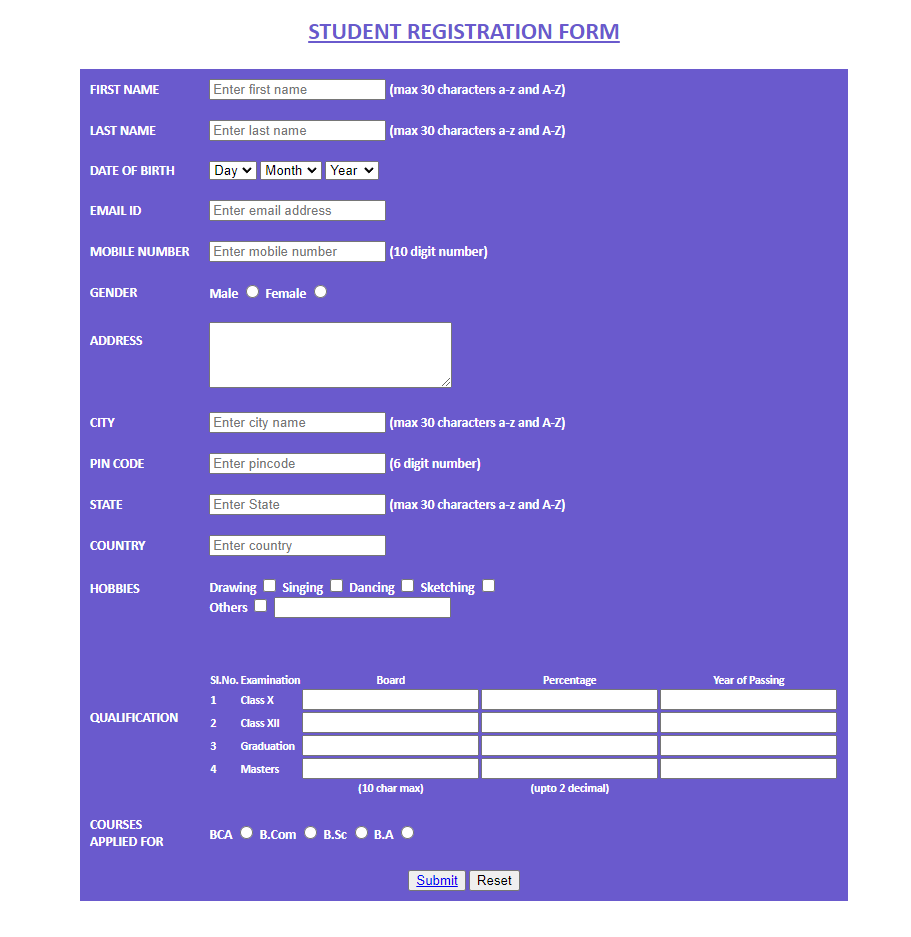 STUDENT REGISTRATION FORM
FIRST NAME Enter first name (max 30 characters a-z and A-Z)
LAST NAME Enter last name (max 30 characters a-z and A-Z)
DATE OF BIRTH Day Month Year
EMAIL ID Enter email address
MOBILE NUMBER Enter mobile number (10 digit number)
GENDER Male Female
ADDRESS
CITY Enter city name (max 30 characters a-z and A-Z)
PIN CODE Enter pincode (6 digit number)
STATE Enter State (max 30 characters a-z and A-Z)
COUNTRY Enter country
HOBBIES Drawing Singing Dancing Sketching
Others
QUALIFICATION
Sl.No. Examination Board Percentage Year of Passing
1 Class X
2 Class XII
3 Graduation
4 Masters
(10 char max) (upto 2 decimal)
COURSES
APPLIED FOR
BCA B.Com B.Sc B.A
Submit Reset